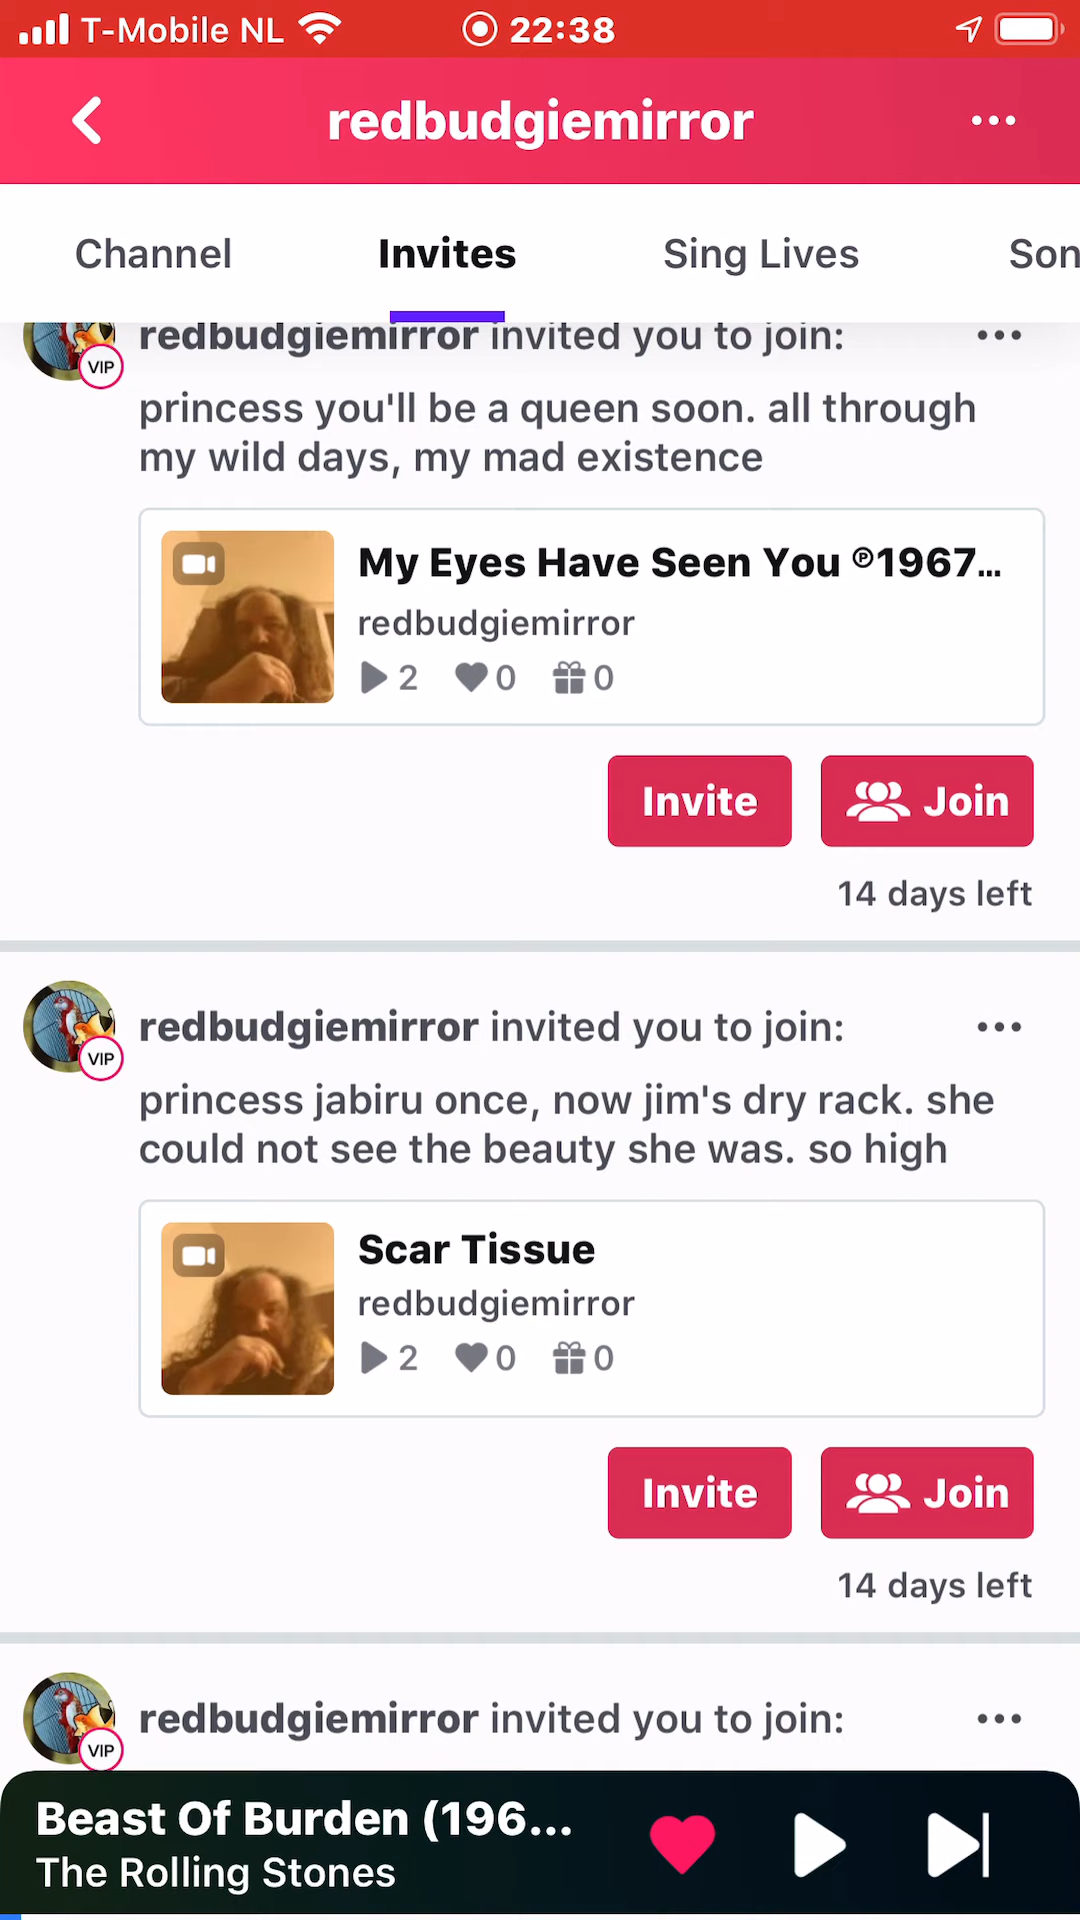 T-Mobile NL 22:38
redbudgiemirror
Channel Invites Sing Lives Son
redbudgiemirror invited you to join:
VIP
princess you'll be a queen soon. all through
my wild days, my mad existence
My Eyes Have Seen You ℗1967...
redbudgiemirror
2 0 0
Invite Join
14 days left
redbudgiemirror invited you to join:
VIP
princess jabiru once, now jim's dry rack. she
could not see the beauty she was. so high
Scar Tissue
redbudgiemirror
2 0 0
Invite Join
14 days left
redbudgiemirror invited you to join:
VIP
Beast Of Burden (196...
The Rolling Stones